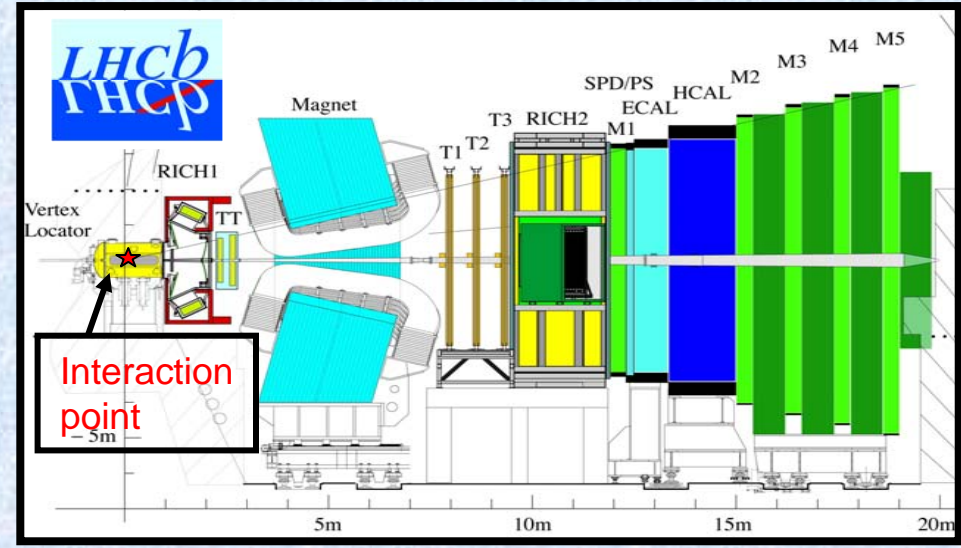 LHCb
LHCb
Vertex
Locator
RICH1
TT
Magnet
T1
T2
T3
RICH2
M1
SPD/PS
ECAL
HCAL
M2
M3
M4
M5
Interaction
point
– 5m
5m
10m
15m
20m